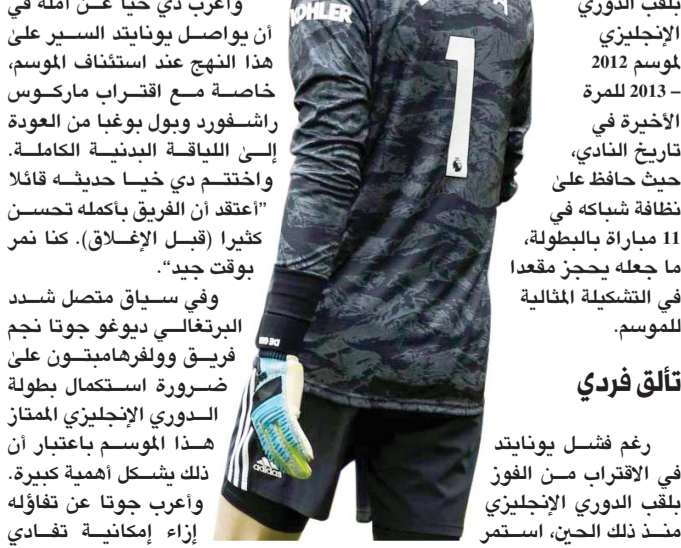 بلقب الدوري
الإنجليزي
لموسم 2012
– 2013 للمرة
الأخيرة في
تاريخ النادي،
حيث حافظ على
نظافة شباكه في
11 مباراة بالبطولة،
ما جعله يحجز مقعدا
في التشكيلة المثالية
للموسم.
تألق فردي
رغم فشل يونايتد
في الاقتراب من الفوز
بلقب الدوري الإنجليزي
منذ ذلك الحين، استمر
KOHLER
1
adidas
وأعرب دي خيا عن أمله في
أن يواصل يونايتد السير على
هذا النهج عند استئناف الموسم،
خاصة مع اقتراب ماركوس
راشفورد وبول بوغبا من العودة
إلى اللياقة البدنية الكاملة.
واختتم دي خيا حديثه قائلا
”أعتقد أن الفريق بأكمله تحسن
كثيرا (قبل الإغلاق). كنا نمر
بوقت جيد“.
وفي سياق متصل شدد
البرتغالي ديوغو جوتا نجم
فريق وولفرهامبتون على
ضرورة استكمال بطولة
الدوري الإنجليزي الممتاز
هذا الموسم باعتبار أن
ذلك يشكل أهمية كبيرة.
وأعرب جوتا عن تفاؤله
إزاء إمكانية تفادي